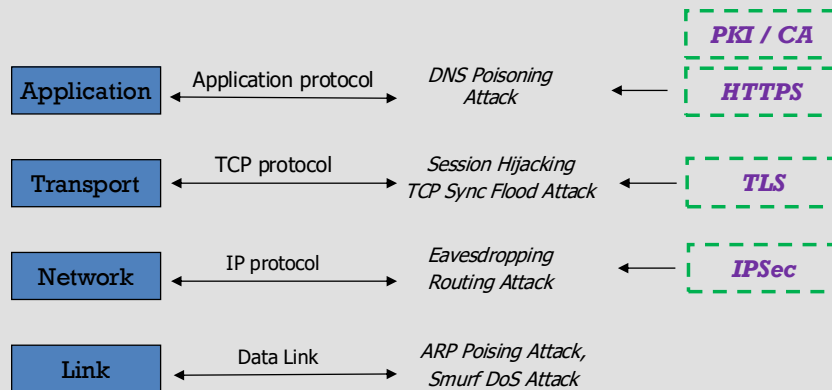 PKI / CA
Application
Application protocol
DNS Poisoning
Attack
HTTPS
Transport
TCP protocol
Session Hijacking
TCP Sync Flood Attack
TLS
Network
IP protocol
Eavesdropping
Routing Attack
IPSec
Link
Data Link
ARP Poising Attack,
Smurf DoS Attack